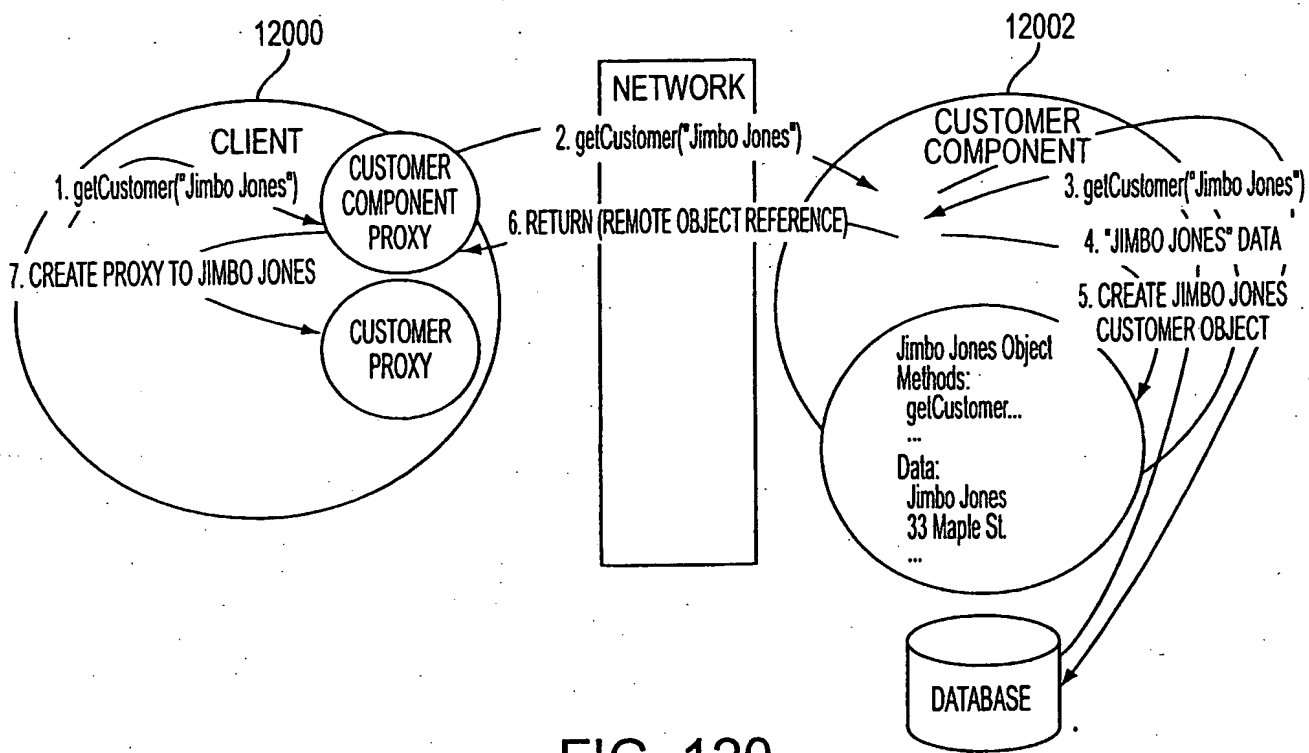 12000
12002
NETWORK
CLIENT
CUSTOMER
COMPONENT
PROXY
1. getCustomer("Jimbo Jones")
2. getCustomer("Jimbo Jones")
CUSTOMER
COMPONENT
3. getCustomer("Jimbo Jones")
6. RETURN (REMOTE OBJECT REFERENCE)
4. "JIMBO JONES" DATA
7. CREATE PROXY TO JIMBO JONES
5. CREATE JIMBO JONES
CUSTOMER OBJECT
CUSTOMER
PROXY
Jimbo Jones Object
Methods:
getCustomer...
...
Data:
Jimbo Jones
33 Maple St.
...
DATABASE
FIG. 120